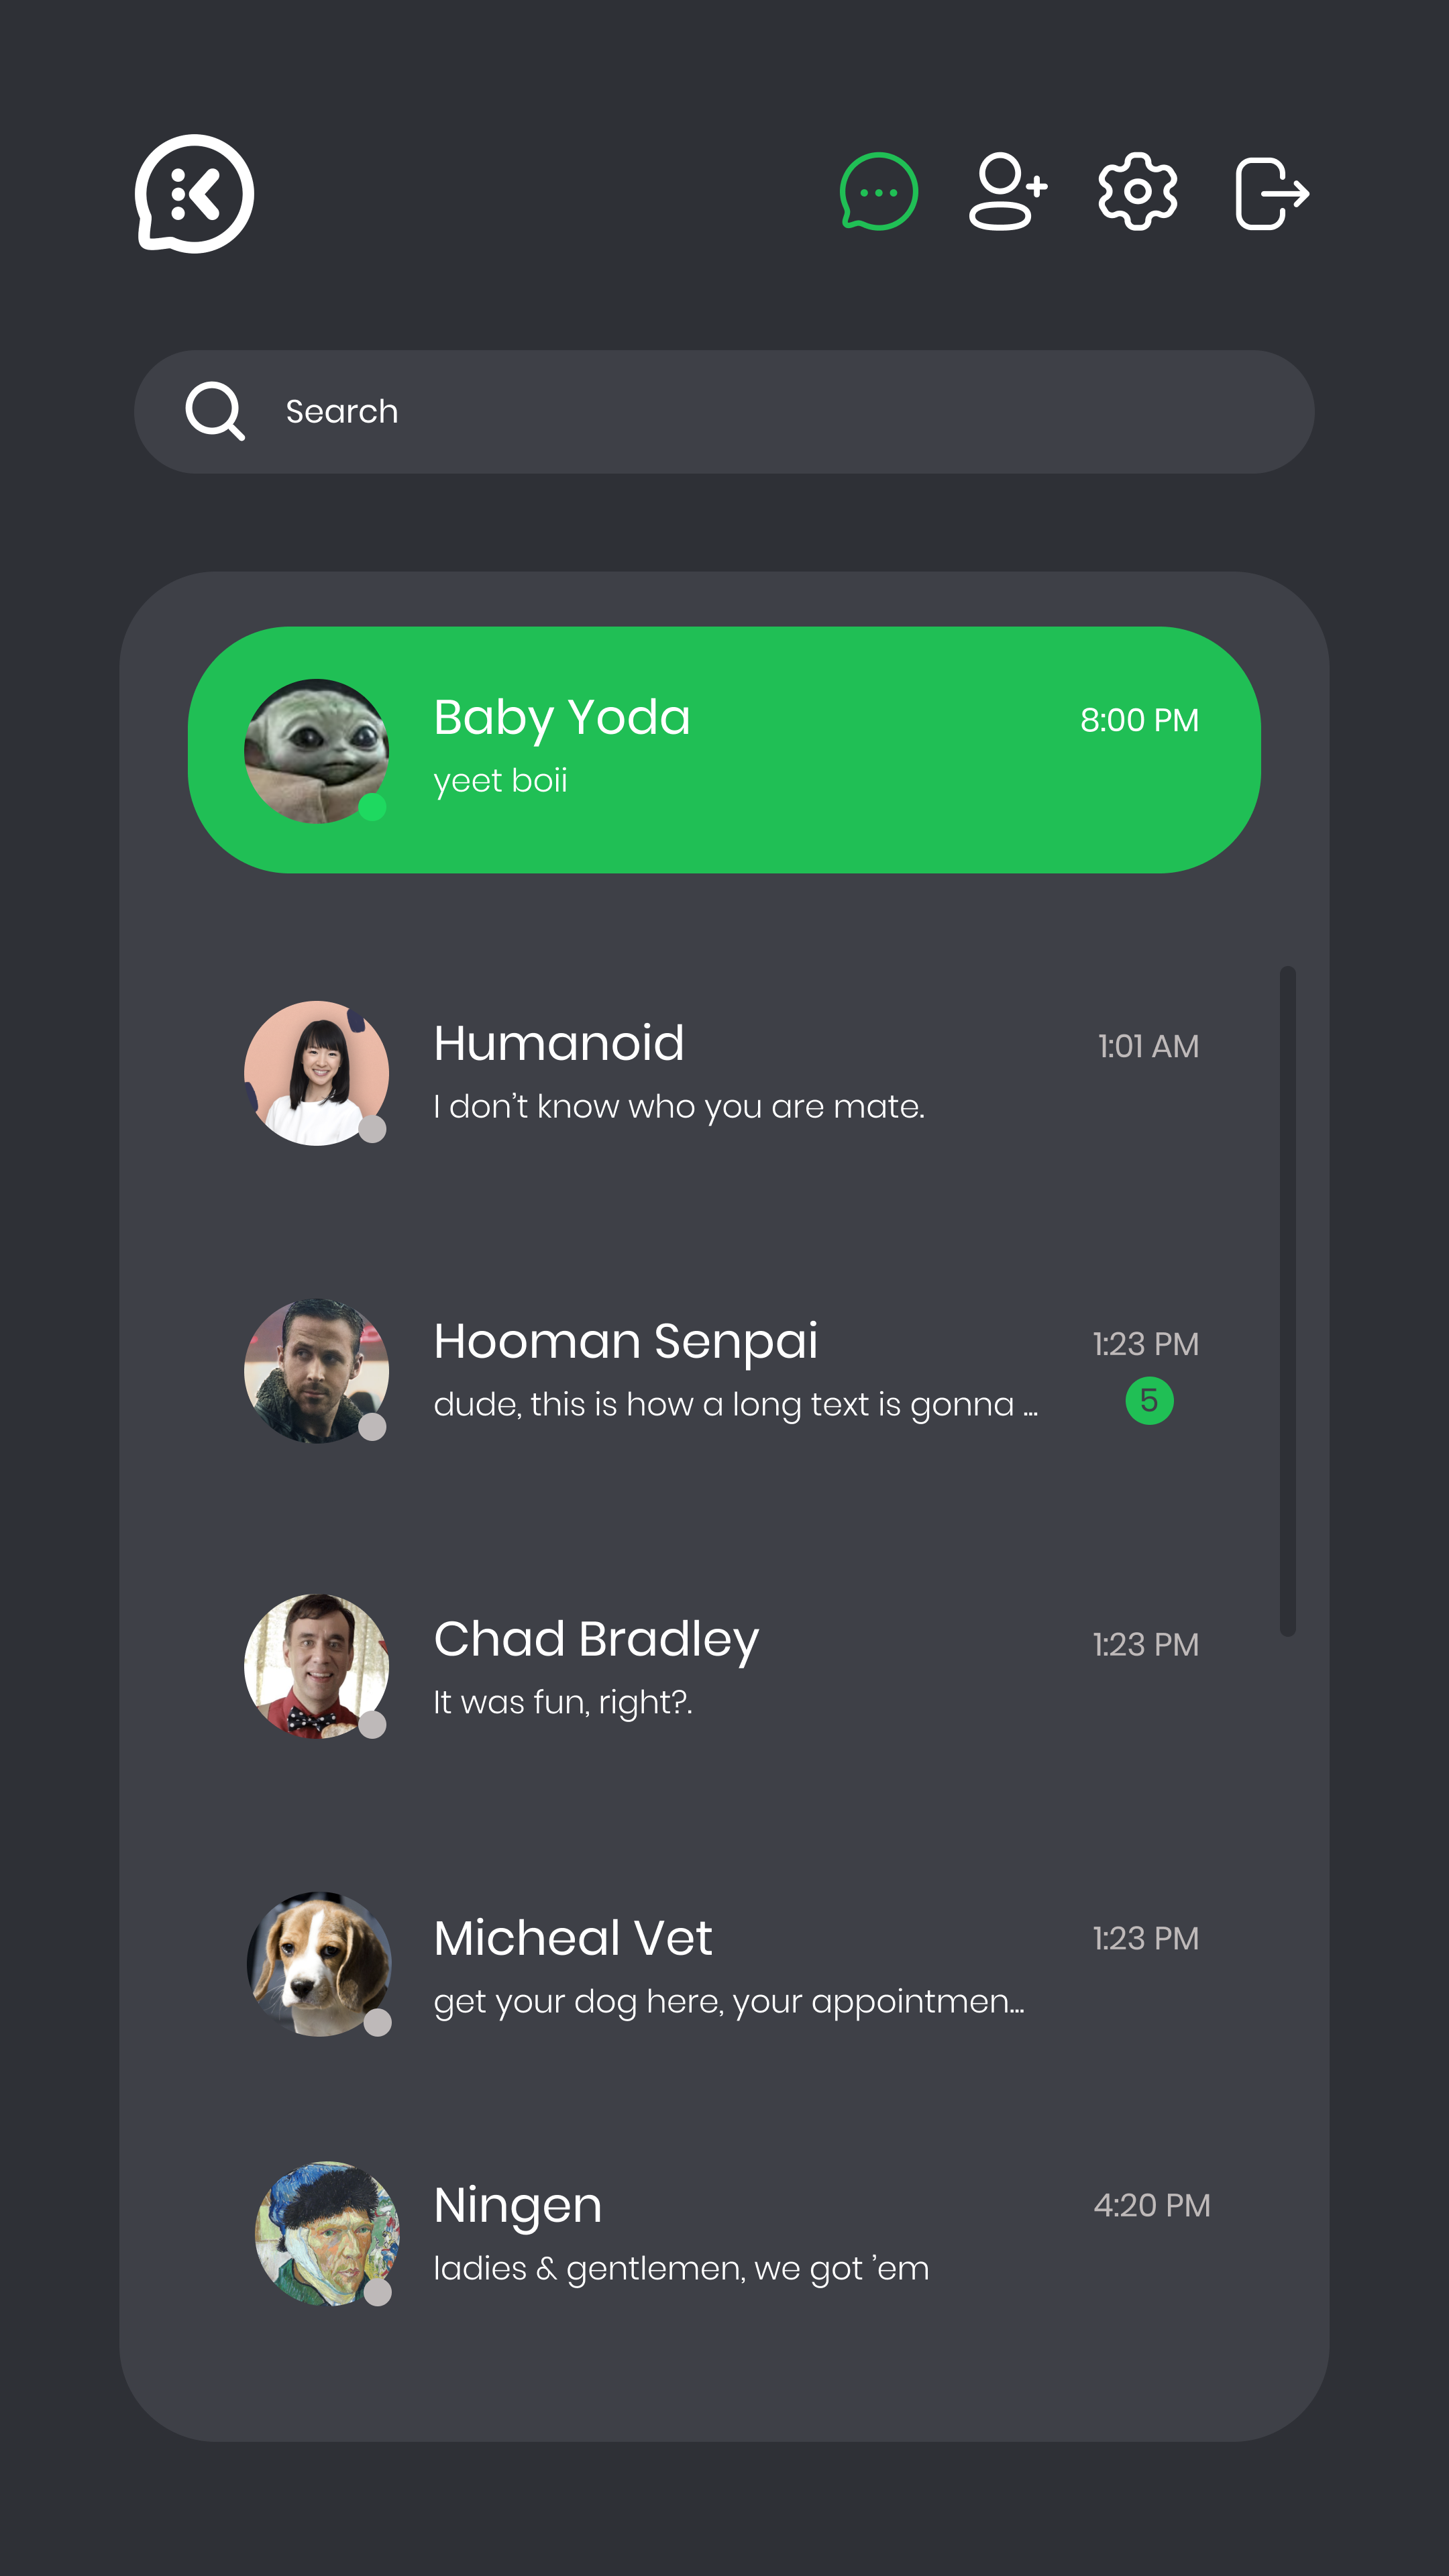 K
Search
Baby Yoda
8:00 PM
yeet boii
Humanoid
1:01 AM
I don't know who you are mate.
Hooman Senpai
1:23 PM
dude, this is how a long text is gonna ...
5
Chad Bradley
1:23 PM
It was fun, right?.
Micheal Vet
1:23 PM
get your dog here, your appointmen...
Ningen
4:20 PM
ladies & gentlemen, we got ’em